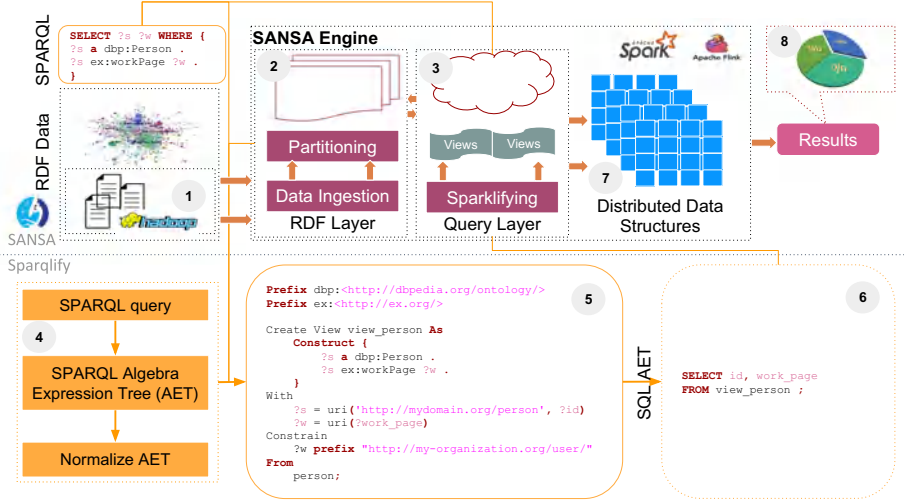 SPARQL
SELECT ?s ?w WHERE {
?s a dbp:Person .
?s ex:workPage ?w .
}
RDF Data
1
hadoop
SANSA
SANSA Engine
2
Partitioning
Data Ingestion
RDF Layer
3
Views
Views
Sparklifying
Query Layer
APACHE
Spark
Apache Flink
7
Distributed Data
Structures
8
Results
Sparqlify
SPARQL query
4
SPARQL Algebra
Expression Tree (AET)
Normalize AET
5
Prefix dbp:<http://dbpedia.org/ontology/>
Prefix ex:<http://ex.org/>
Create View view_person As
Construct {
?s a dbp:Person .
?s ex:workPage ?w .
}
With
?s = uri('http://mydomain.org/person', ?id)
?w = uri(?work_page)
Constrain
?w prefix "http://my-organization.org/user/"
From
person;
SQL AET
6
SELECT id, work_page
FROM view_person ;